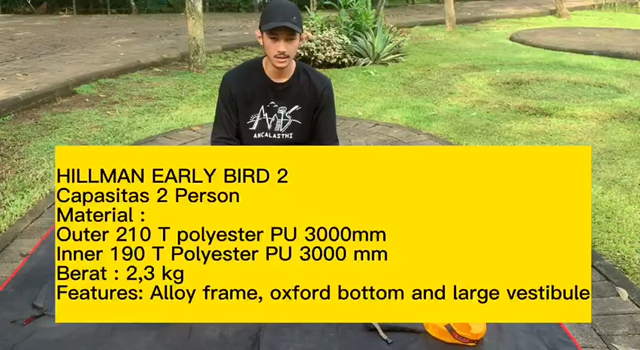 ANCALASTHI
HILLMAN EARLY BIRD 2
Capasitas 2 Person
Material :
Outer 210 T polyester PU 3000mm
Inner 190 T Polyester PU 3000 mm
Berat : 2,3 kg
Features: Alloy frame, oxford bottom and large vestibule